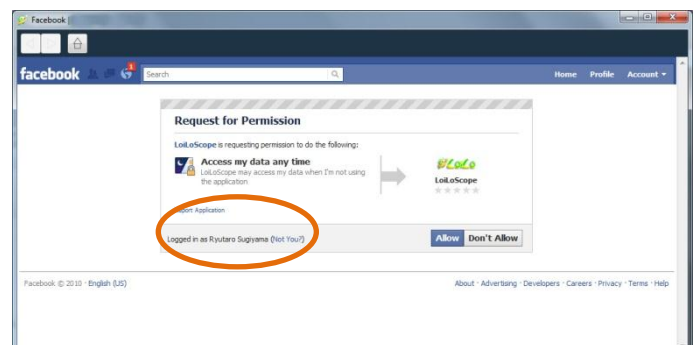 Facebook
facebook
1
Search
Home Profile Account
Request for Permission
LoiLoScope is requesting permission to do the following:
Access my data any time
LoiLoScope may access my data when I'm not using
the application
LoiLo
LoiLoScope
Report Application
Logged in as Ryutaro Sugiyama (Not You?)
Allow Don't Allow
Facebook © 2010 · English (US)
About · Advertising · Developers · Careers · Privacy · Terms · Help